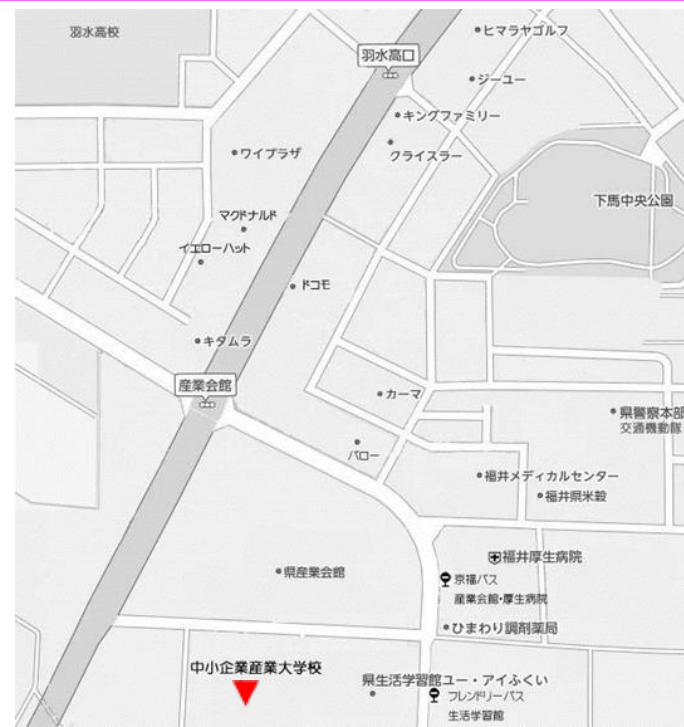 ヒマラヤゴルフ
羽水高校
羽水高口
ジーユー
キングファミリー
ワイプラザ
クライスラー
下馬中央公園
マクドナルド
イエローハット
ドコモ
キタムラ
産業会館
カーマ
県警察本部
交通機動隊
バロー
福井メディカルセンター
福井県米穀
福井厚生病院
県産業会館
京福バス
産業会館・厚生病院
ひまわり調剤薬局
中小企業産業大学校
県生活学習館ユー・アイふくい
フレンドリーバス
生活学習館